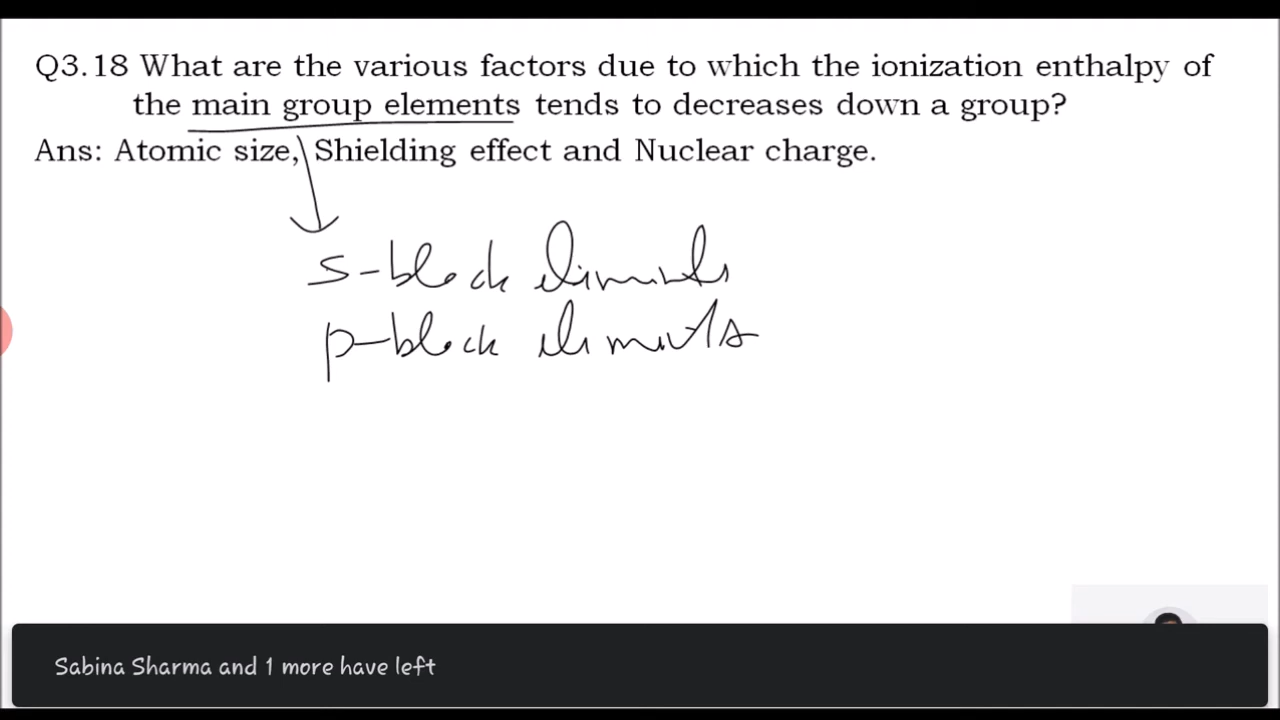 Q3.18 What are the various factors due to which the ionization enthalpy of
the main group elements tends to decreases down a group?
Ans: Atomic size, Shielding effect and Nuclear charge.
s-block elements
p-block elements
Sabina Sharma and 1 more have left